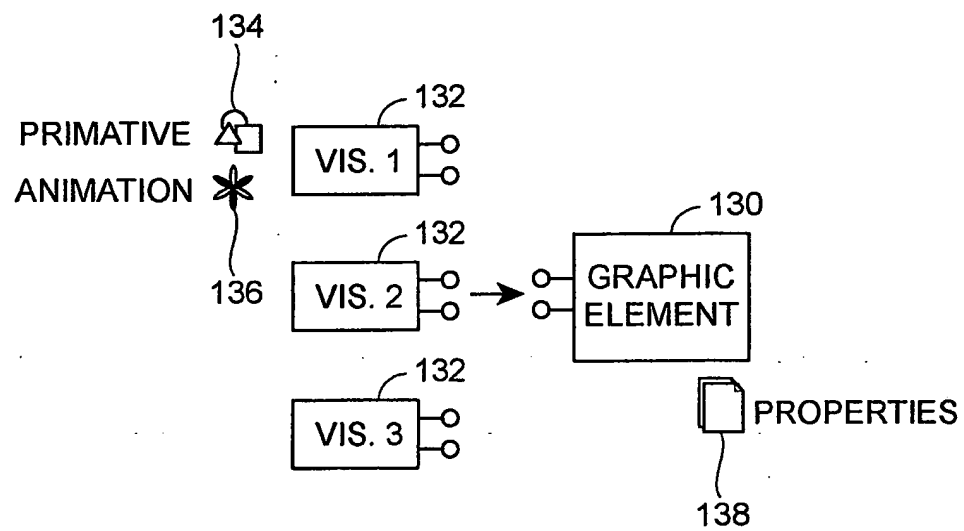 134
PRIMATIVE
ANIMATION
136
132
VIS. 1
132
VIS. 2
132
VIS. 3
130
GRAPHIC
ELEMENT
PROPERTIES
138